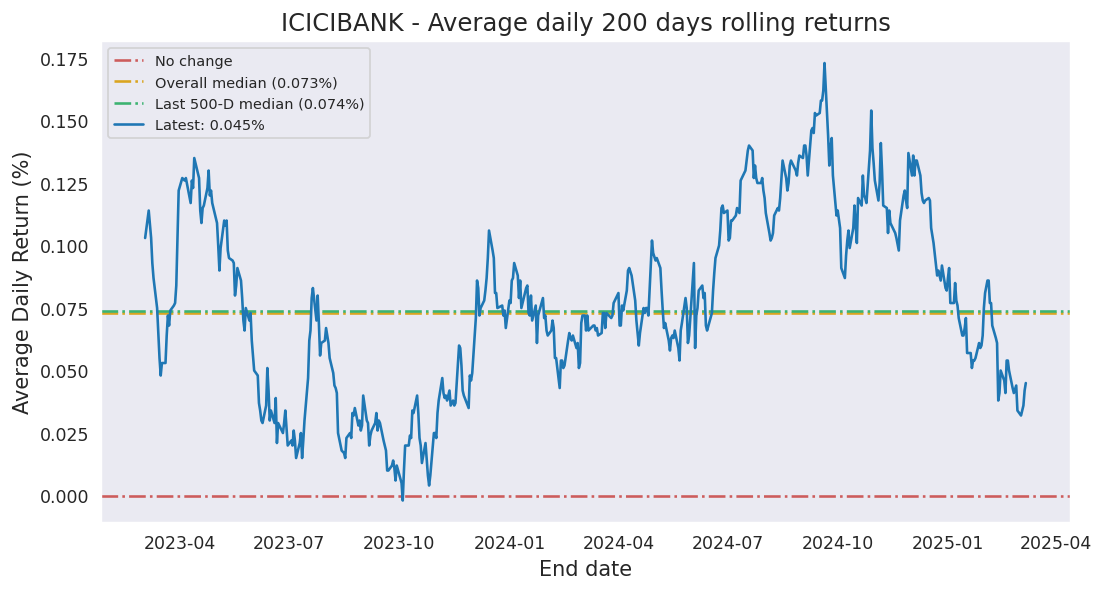 ICICIBANK - Average daily 200 days rolling returns
No change
Overall median (0.073%)
Last 500-D median (0.074%)
Latest: 0.045%
Average Daily Return (%)
0.175
0.150
0.125
0.100
0.075
0.050
0.025
0.000
2023-04 2023-07 2023-10 2024-01 2024-04 2024-07 2024-10 2025-01 2025-04
End date